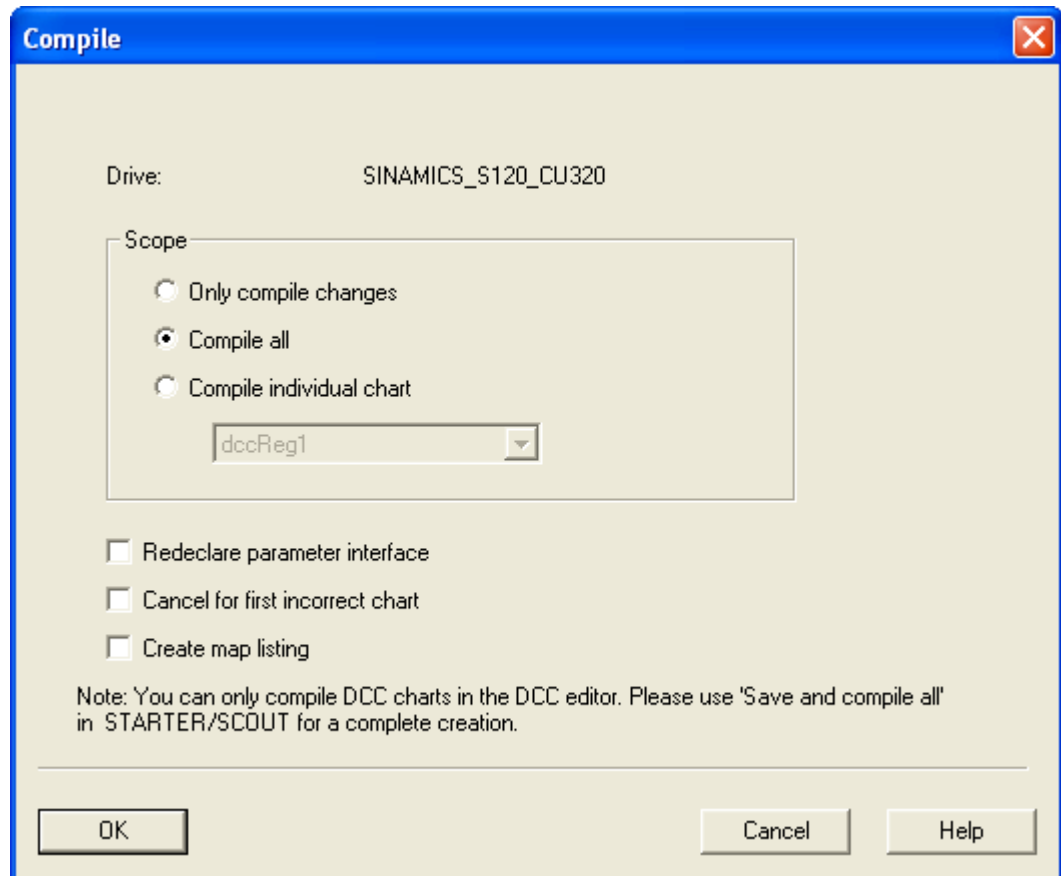 Compile
Drive: SINAMICS_S120_CU320
Scope
Only compile changes
Compile all
Compile individual chart
dccReg1
Redeclare parameter interface
Cancel for first incorrect chart
Create map listing
Note: You can only compile DCC charts in the DCC editor. Please use 'Save and compile all'
in STARTER/SCOUT for a complete creation.
OK Cancel Help